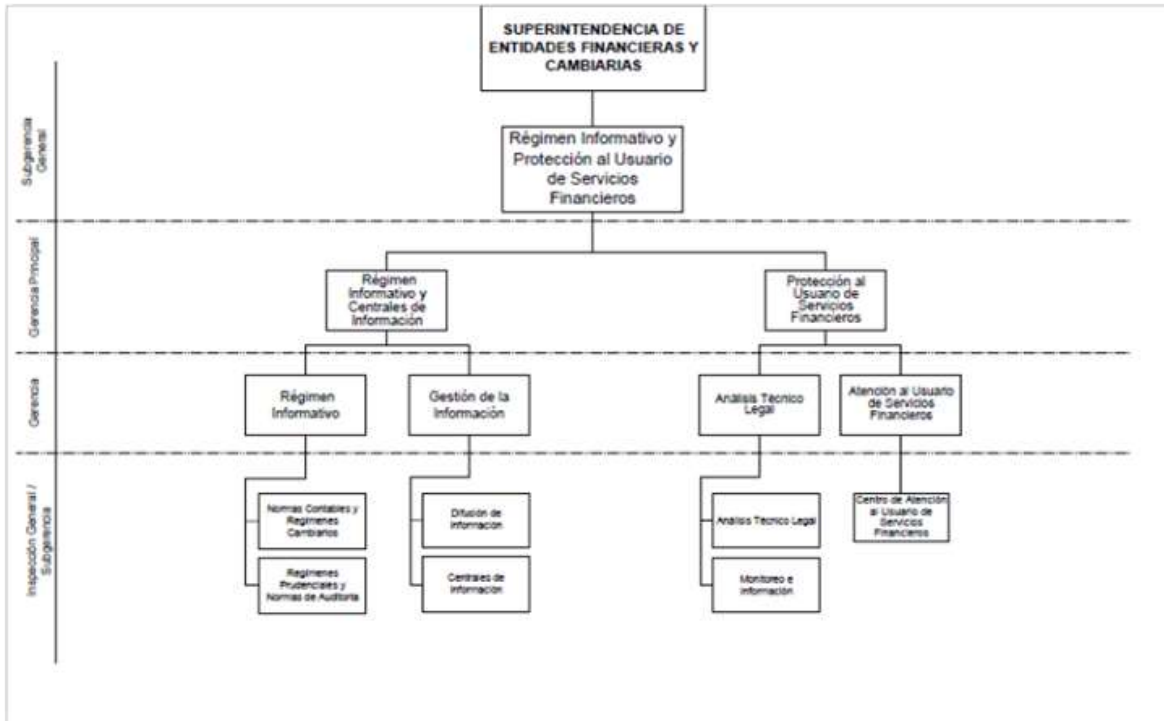 SUPERINTENDENCIA DE
ENTIDADES FINANCIERAS Y
CAMBIARIAS
Subgerencia
General
Régimen Informativo y
Protección al Usuario
de Servicios
Financieros
Gerencia Principal
Régimen
Informativo y
Centrales de
Información
Protección al
Usuario de
Servicios
Financieros
Gerencia
Régimen
Informativo
Gestión de la
Información
Análisis Técnico
Legal
Atención al Usuario
de Servicios
Financieros
Inspección General /
Subgerencia
Normas Contables y
Regímenes
Cambiarios
Difusión de
Información
Análisis Técnico Legal
Centro de Atención
al Usuario de
Servicios
Financieros
Regímenes
Prudenciales y
Normas de Auditoría
Centrales de
Información
Monitoreo e
Información